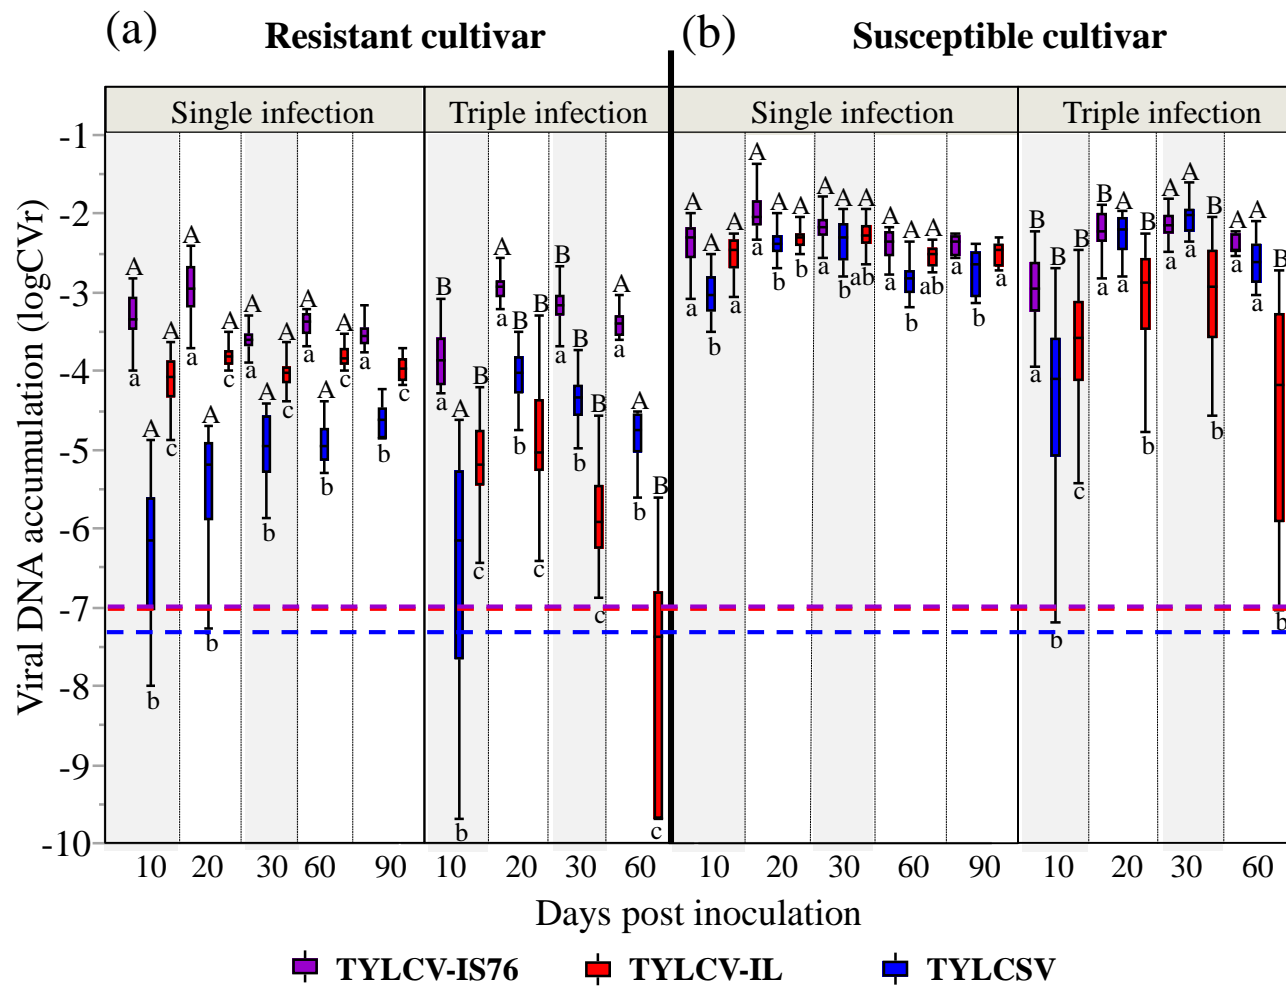 (a) Resistant cultivar (b) Susceptible cultivar
Single infection Triple infection Single infection Triple infection
Viral DNA accumulation (logCVr)
-1
-2
-3
-4
-5
-6
-7
-8
-9
-10
A a A b A c
A a A b A c
A a A b A c
A a A b A c
b c
B a A b B c
A a B b B c
B a B b B c
A a A b B c
A a A b A a
A a A b A b
A a A b A ab
A a A b A ab
a b a
B a B b B c
B a A a B b
A a A a B b
A a A a B b
10 20 30 60 90 10 20 30 60 10 20 30 60 90 10 20 30 60
Days post inoculation
TYLCV-IS76 TYLCV-IL TYLCSV